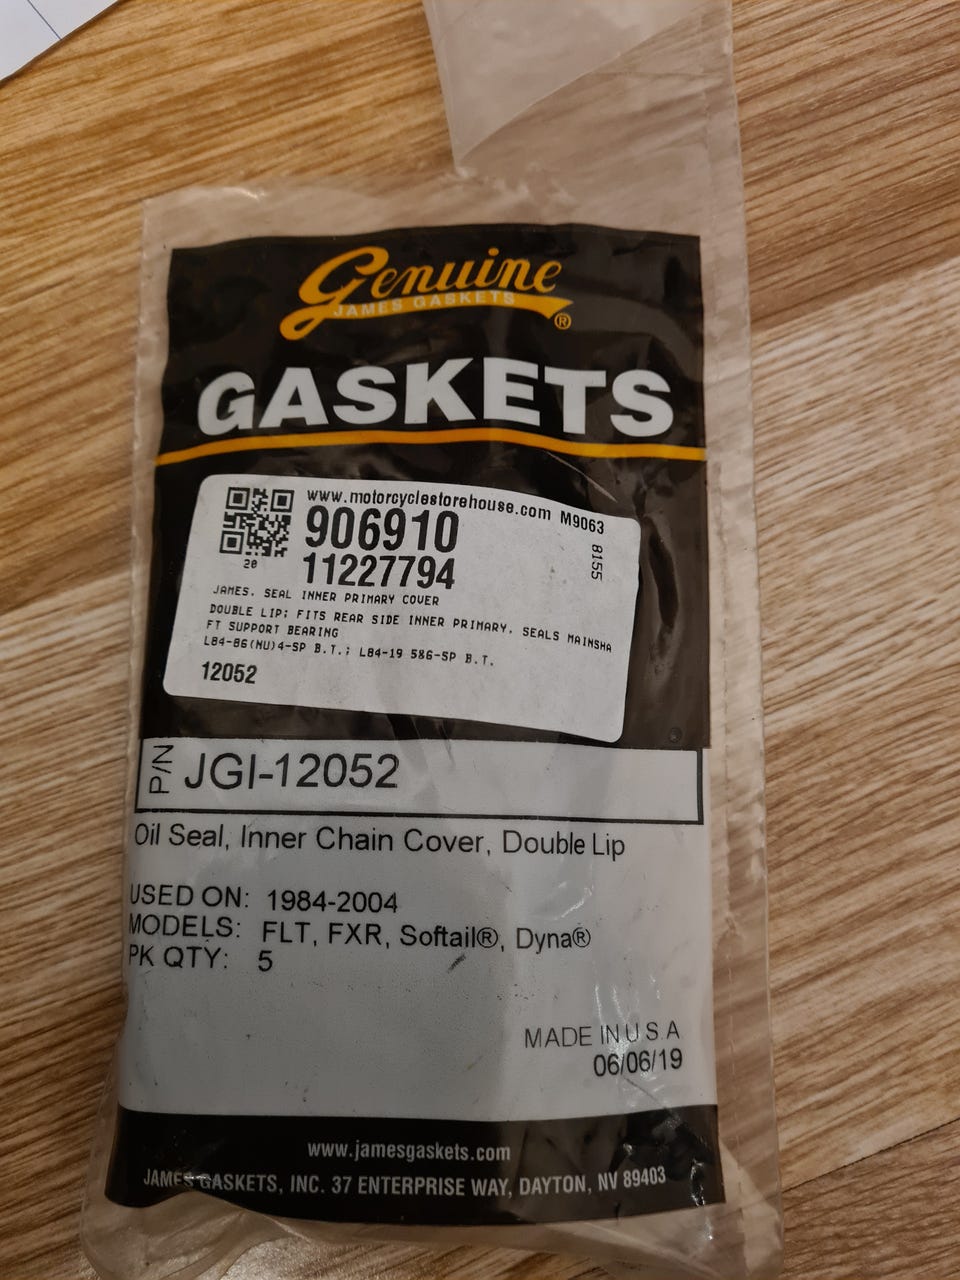 Genuine
JAMES GASKETS
®
GASKETS
www.motorcyclestorehouse.com M9063
906910
8155
20
11227794
JAMES, SEAL INNER PRIMARY COVER
DOUBLE LIP; FITS REAR SIDE INNER PRIMARY, SEALS MAINSHA
FT SUPPORT BEARING
L84-86(NU)4-SP B.T.; L84-19 5&6-SP B.T.
12052
P/N JGI-12052
Oil Seal, Inner Chain Cover, Double Lip
USED ON: 1984-2004
MODELS: FLT, FXR, Softail®, Dyna®
PK QTY: 5
MADE IN U S A
06/06/19
www.jamesgaskets.com
JAMES GASKETS, INC. 37 ENTERPRISE WAY, DAYTON, NV 89403